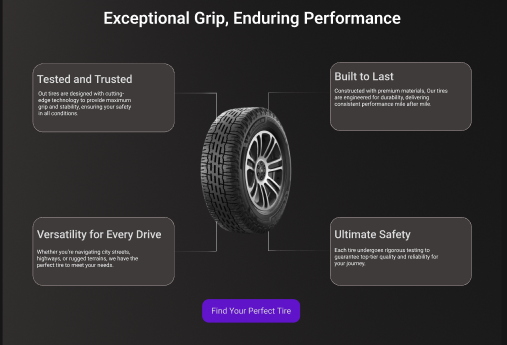 Exceptional Grip, Enduring Performance
Tested and Trusted
Out tires are designed with cutting-
edge technology to provide maximum
grip and stability, ensuring your safety
in all conditions.
Built to Last
Constructed with premium materials, Our tires
are engineered for durability, delivering
consistent performance mile after mile.
Versatility for Every Drive
Whether you're navigating city streets,
highways, or rugged terrains, we have the
perfect tire to meet your needs.
Ultimate Safety
Each tire undergoes rigorous testing to
guarantee top-tier quality and reliability for
your journey.
Find Your Perfect Tire